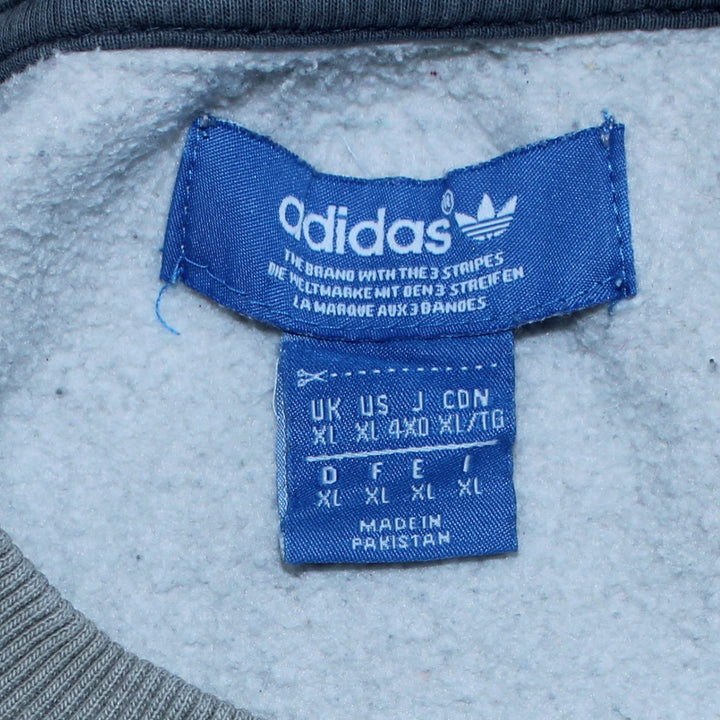 adidas®
THE BRAND WITH THE 3 STRIPES
DIE WELTMARKE MIT DEN 3 STREIFEN
LA MARQUE AUX 3 BANDES
UK US J CDN
XL XL 4XO XL/TG
D F E I
XL XL XL XL
MADE IN
PAKISTAN